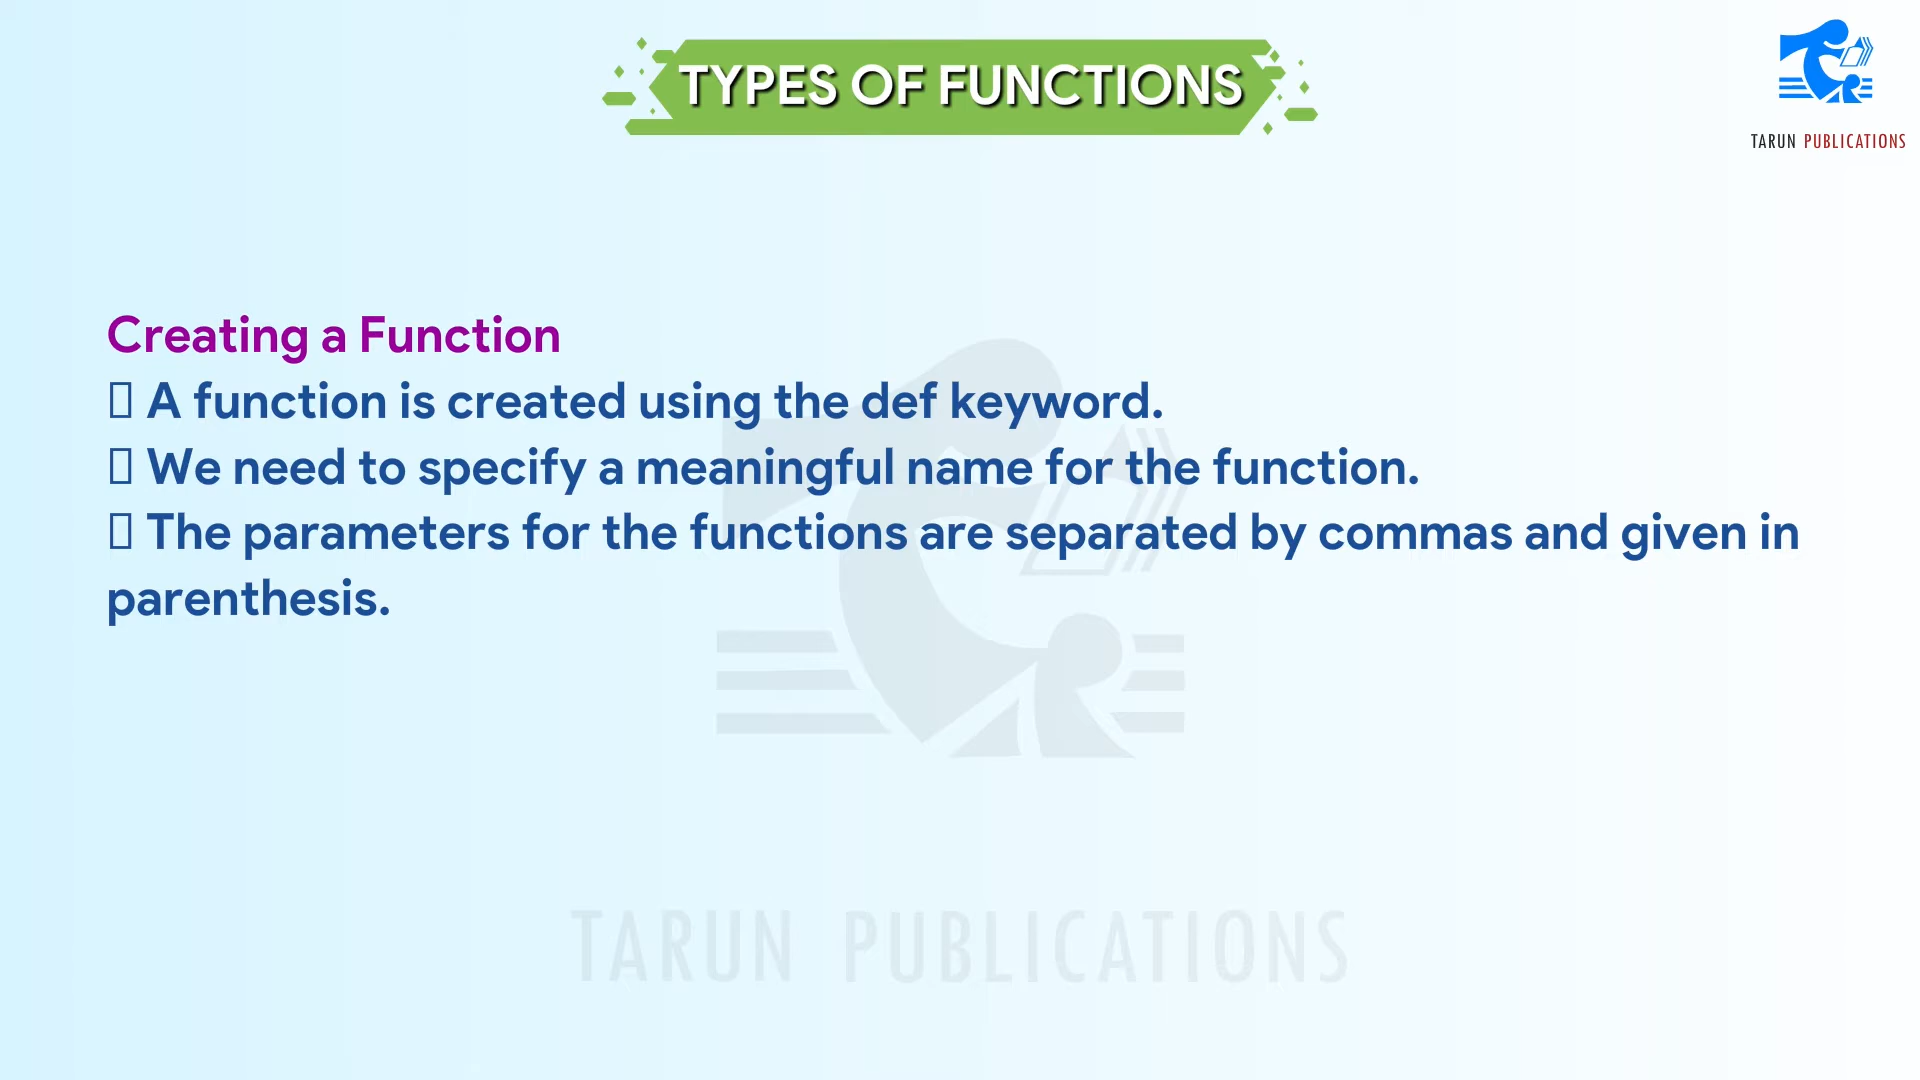 TYPES OF FUNCTIONS
TARUN PUBLICATIONS
Creating a Function
▯ A function is created using the def keyword.
▯ We need to specify a meaningful name for the function.
▯ The parameters for the functions are separated by commas and given in
parenthesis.
TARUN PUBLICATIONS